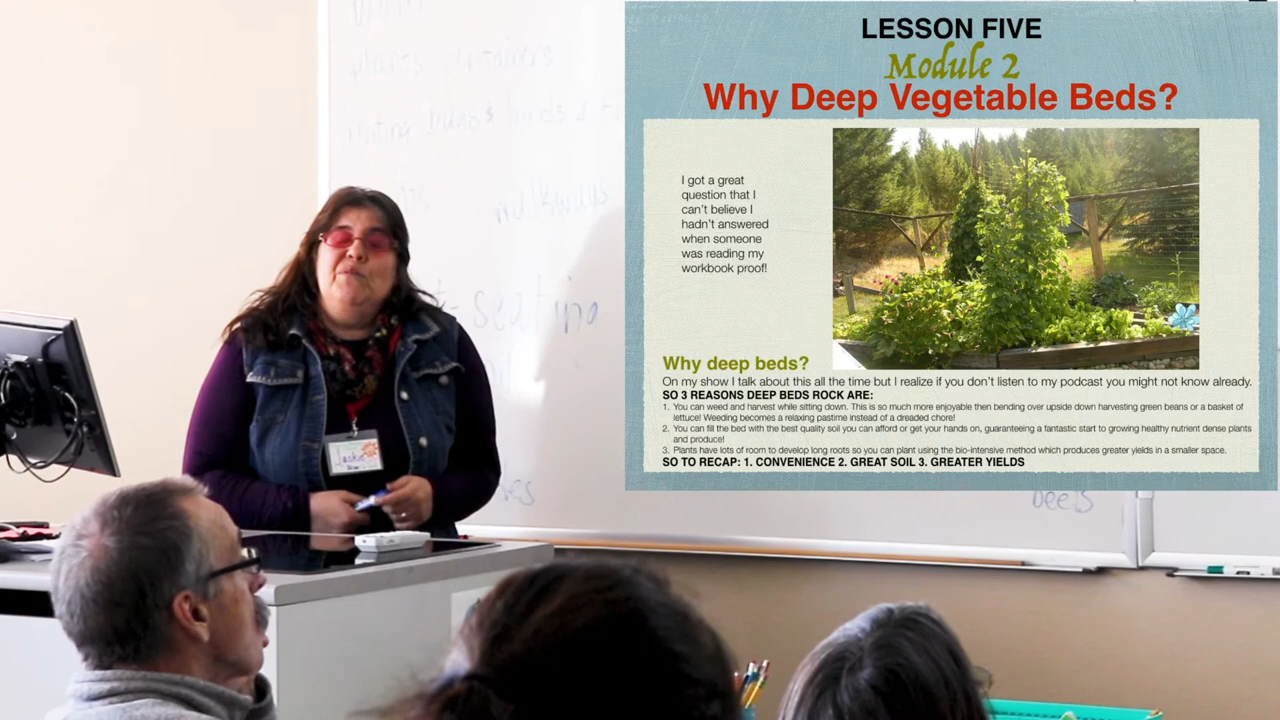 LESSON FIVE
Module 2
Why Deep Vegetable Beds?
I got a great
question that I
can’t believe I
hadn’t answered
when someone
was reading my
workbook proof!
Why deep beds?
On my show I talk about this all the time but I realize if you don’t listen to my podcast you might not know already.
SO 3 REASONS DEEP BEDS ROCK ARE:
1. You can weed and harvest while sitting down. This is so much more enjoyable then bending over upside down harvesting green beans or a basket of
lettuce! Weeding becomes a relaxing pastime instead of a dreaded chore!
2. You can fill the bed with the best quality soil you can afford or get your hands on, guaranteeing a fantastic start to growing healthy nutrient dense plants
and produce!
3. Plants have lots of room to develop long roots so you can plant using the bio-intensive method which produces greater yields in a smaller space.
SO TO RECAP: 1. CONVENIENCE 2. GREAT SOIL 3. GREATER YIELDS
plants containers
walkways
seating
beets
Jackie